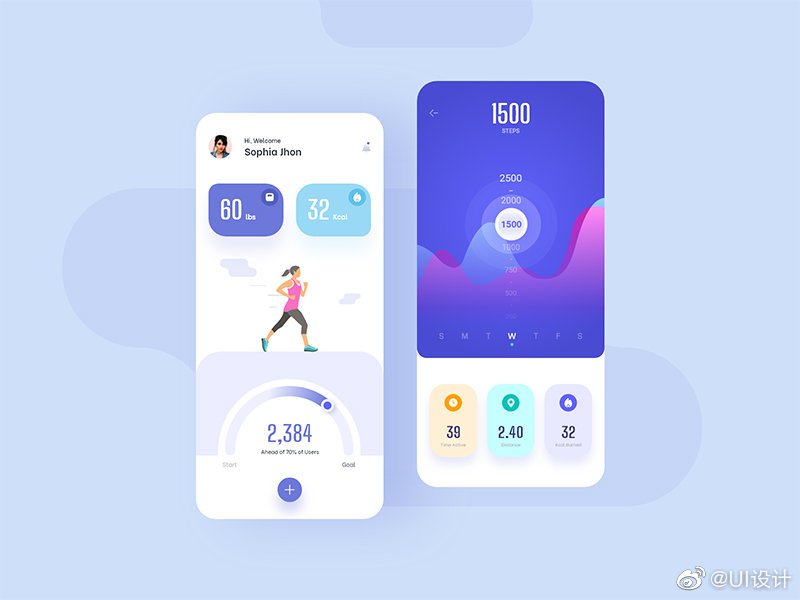 Hi, Welcome
Sophia Jhon
60 lbs
32 Kcal
2,384
Ahead of 70% of Users
Start
Goal
1500
STEPS
2500
2000
1500
1000
750
500
250
S M T W T F S
39
Time Active
2.40
Distance
32
Kcal Burned
@UI设计